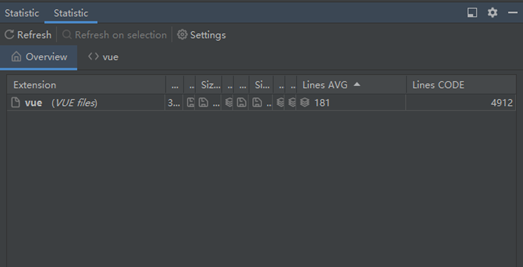 Statistic Statistic
Refresh Refresh on selection Settings
Overview vue
Extension ... .. Siz... .. ... Si... .. .. Lines AVG Lines CODE
vue (VUE files) 3... ... .. 181 4912